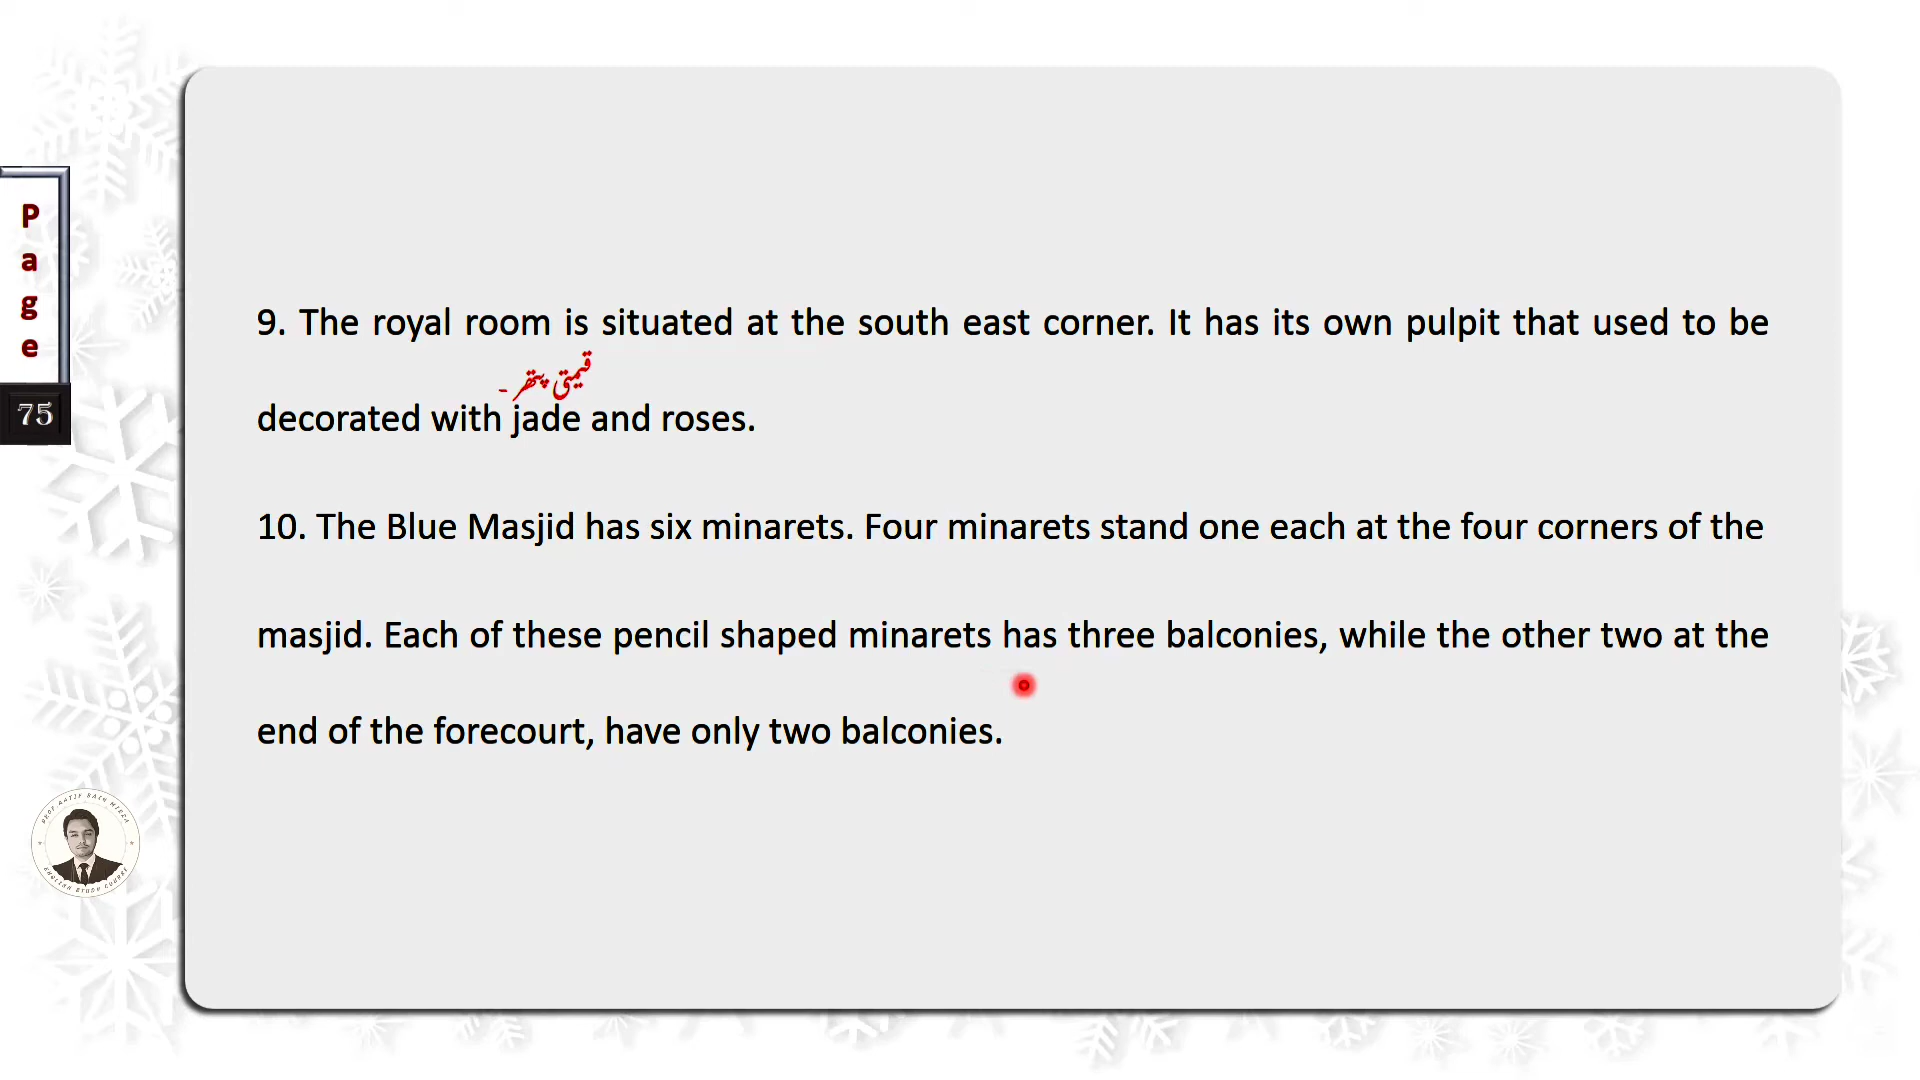 P
a
g
e
75
9. The royal room is situated at the south east corner. It has its own pulpit that used to be
قیمتی پتھر -
decorated with jade and roses.
10. The Blue Masjid has six minarets. Four minarets stand one each at the four corners of the
masjid. Each of these pencil shaped minarets has three balconies, while the other two at the
end of the forecourt, have only two balconies.